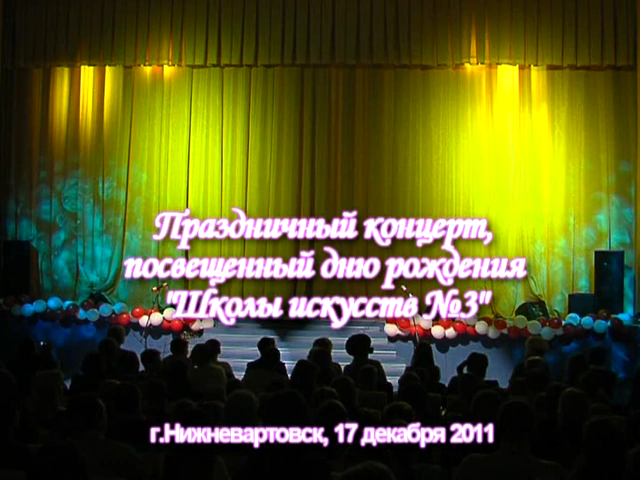 Праздничный концерт,
посвещенный дню рождения
"Школы искусств №3"
г.Нижневартовск, 17 декабря 2011